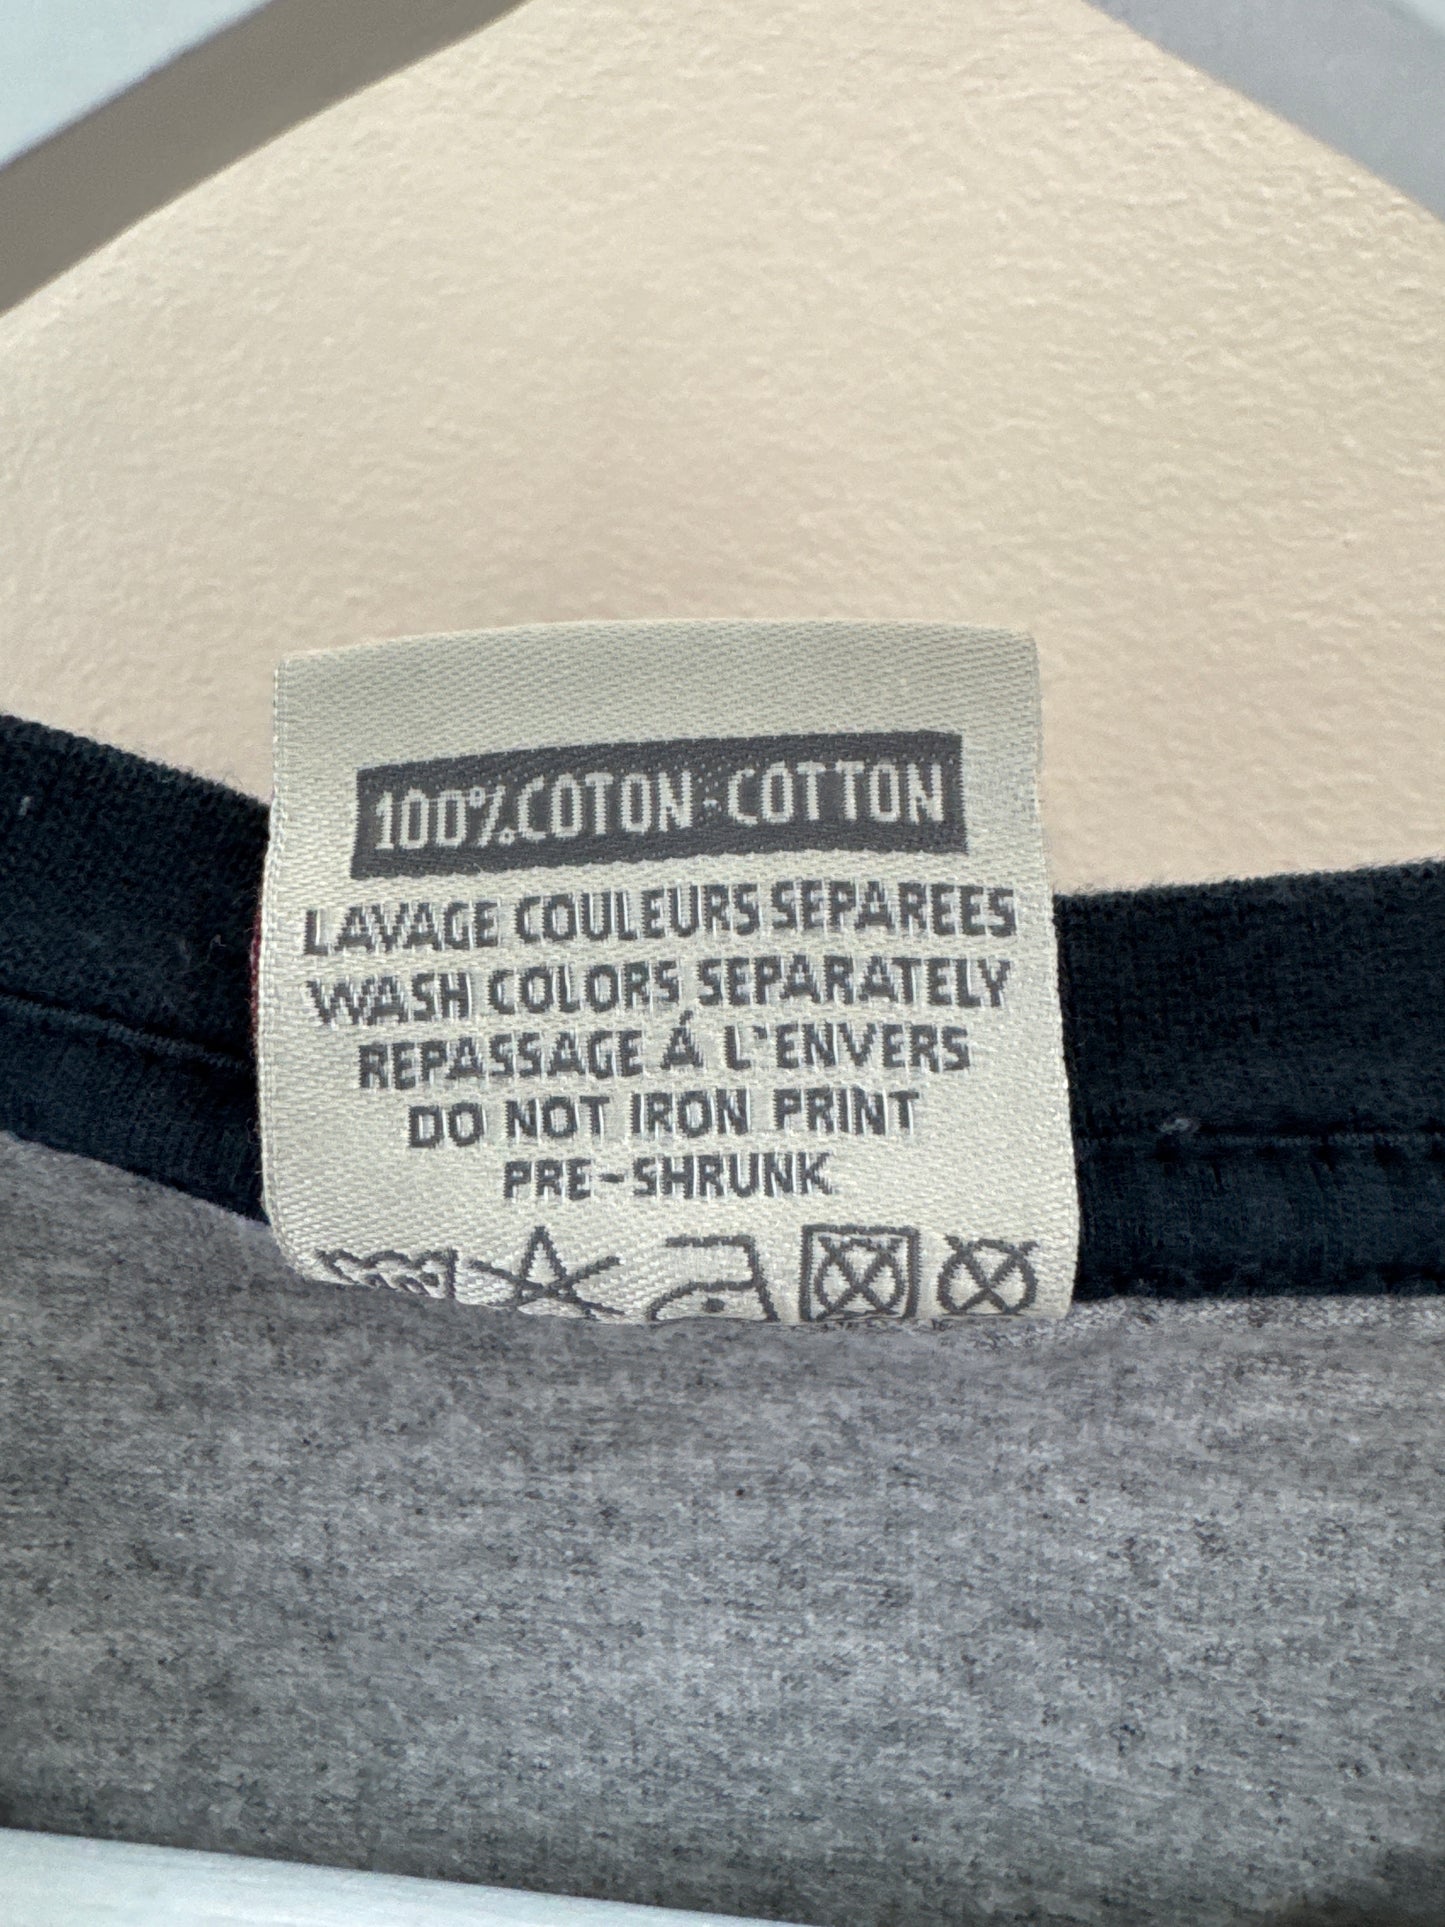 100% COTON-COTTON
LAVAGE COULEURS SEPAREES
WASH COLORS SEPARATELY
REPASSAGE Á L'ENVERS
DO NOT IRON PRINT
PRE-SHRUNK